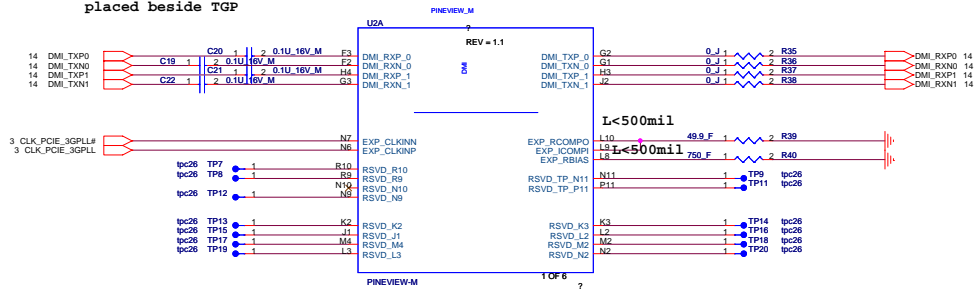 placed beside TGP
PINEVIEW_M
U2A
?
REV = 1.1
DMI
14 DMI_TXP0 C20 1 2 0.1U_16V_M F3 DMI_RXP_0 DMI_TXP_0 G2 0_J 1 2 R35 DMI_RXP0 14
14 DMI_TXN0 C19 1 2 0.1U_16V_M F2 DMI_RXN_0 DMI_TXN_0 G1 0_J 1 2 R36 DMI_RXN0 14
14 DMI_TXP1 C21 1 2 0.1U_16V_M H4 DMI_RXP_1 DMI_TXP_1 H3 0_J 1 2 R37 DMI_RXP1 14
14 DMI_TXN1 C22 1 2 0.1U_16V_M G3 DMI_RXN_1 DMI_TXN_1 J2 0_J 1 2 R38 DMI_RXN1 14
L<500mil
3 CLK_PCIE_3GPLL# N7 EXP_CLKINN EXP_RCOMPO L10 49.9_F 1 2 R39
3 CLK_PCIE_3GPLL N6 EXP_CLKINP EXP_ICOMPI L9 L<500mil
EXP_RBIAS L8 750_F 1 2 R40
tpc26 TP7 1 R10 RSVD_R10
tpc26 TP8 1 R9 RSVD_R9 RSVD_TP_N11 N11 1 TP9 tpc26
N10 RSVD_N10 RSVD_TP_P11 P11 1 TP11 tpc26
tpc26 TP12 1 N9 RSVD_N9
tpc26 TP13 1 K2 RSVD_K2 RSVD_K3 K3 1 TP14 tpc26
tpc26 TP15 1 J1 RSVD_J1 RSVD_L2 L2 1 TP16 tpc26
tpc26 TP17 1 M4 RSVD_M4 RSVD_M2 M2 1 TP18 tpc26
tpc26 TP19 1 L3 RSVD_L3 RSVD_N2 N2 1 TP20 tpc26
1 OF 6
PINEVIEW-M
?